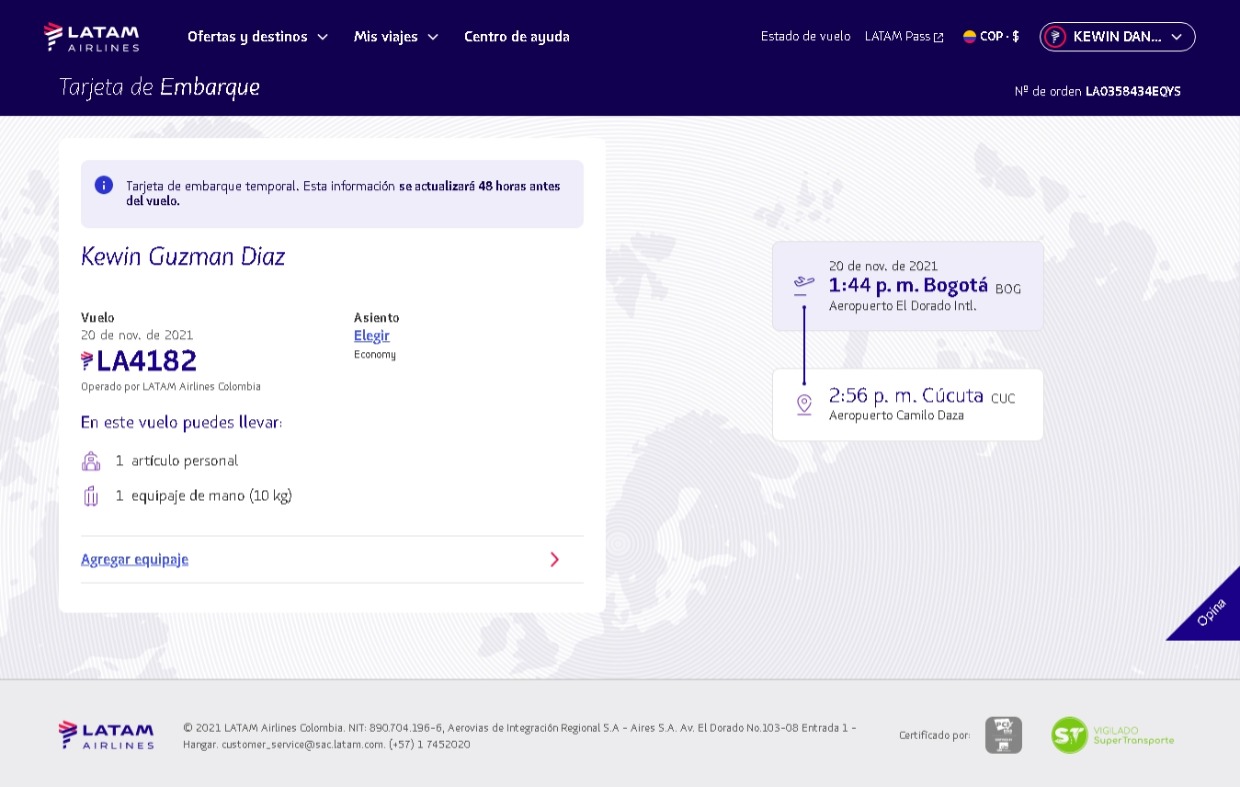 LATAM AIRLINES Ofertas y destinos Mis viajes Centro de ayuda Estado de vuelo LATAM Pass COP · $ KEWIN DAN...
Tarjeta de Embarque Nº de orden LA0358434EQYS
Tarjeta de embarque temporal. Esta información se actualizará 48 horas antes
del vuelo.
Kewin Guzman Diaz
Vuelo
20 de nov. de 2021
LA4182
Operado por LATAM Airlines Colombia
Asiento
Elegir
Economy
En este vuelo puedes llevar:
1 artículo personal
1 equipaje de mano (10 kg)
Agregar equipaje
20 de nov. de 2021
1:44 p. m. Bogotá BOG
Aeropuerto El Dorado Intl.
2:56 p. m. Cúcuta CUC
Aeropuerto Camilo Daza
Opina
LATAM AIRLINES
© 2021 LATAM Airlines Colombia. NIT: 890.704.196-6, Aerovias de Integración Regional S.A - Aires S.A. Av. El Dorado No.103-08 Entrada 1 -
Hangar. customer_service@sac.latam.com. (+57) 1 7452020
Certificado por:
PCI
ST VIGILADO
SuperTransporte